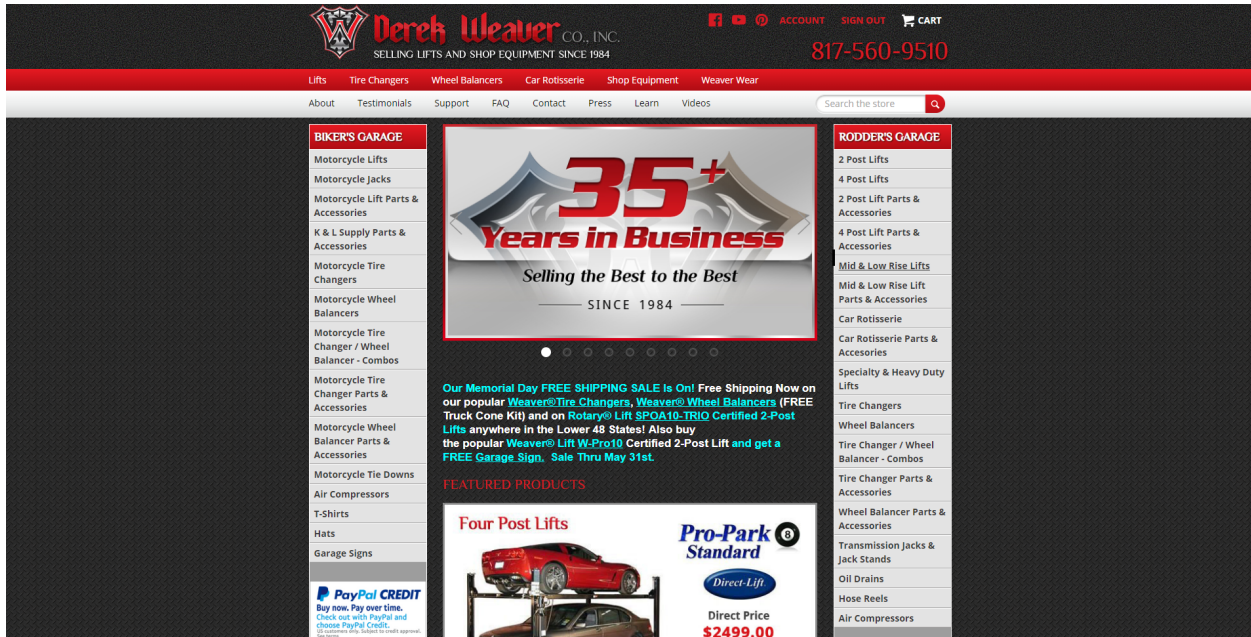 Derek Weaver CO., INC.
SELLING LIFTS AND SHOP EQUIPMENT SINCE 1984
ACCOUNT SIGN OUT CART
817-560-9510
Lifts Tire Changers Wheel Balancers Car Rotisserie Shop Equipment Weaver Wear
About Testimonials Support FAQ Contact Press Learn Videos
Search the store
BIKER'S GARAGE
Motorcycle Lifts
Motorcycle Jacks
Motorcycle Lift Parts &
Accessories
K & L Supply Parts &
Accessories
Motorcycle Tire
Changers
Motorcycle Wheel
Balancers
Motorcycle Tire
Changer / Wheel
Balancer - Combos
Motorcycle Tire
Changer Parts &
Accessories
Motorcycle Wheel
Balancer Parts &
Accessories
Motorcycle Tie Downs
Air Compressors
T-Shirts
Hats
Garage Signs
PayPal CREDIT
Buy now. Pay over time.
Check out with PayPal and
choose PayPal Credit.
US customers only. Subject to credit approval.
See terms
35+
Years in Business
Selling the Best to the Best
SINCE 1984
Our Memorial Day FREE SHIPPING SALE Is On! Free Shipping Now on
our popular Weaver®Tire Changers, Weaver® Wheel Balancers (FREE
Truck Cone Kit) and on Rotary® Lift SPOA10-TRIO Certified 2-Post
Lifts anywhere in the Lower 48 States! Also buy
the popular Weaver® Lift W-Pro10 Certified 2-Post Lift and get a
FREE Garage Sign. Sale Thru May 31st.
FEATURED PRODUCTS
Four Post Lifts
Pro-Park 8
Standard
Direct-Lift
Direct Price
$2499.00
RODDER'S GARAGE
2 Post Lifts
4 Post Lifts
2 Post Lift Parts &
Accessories
4 Post Lift Parts &
Accessories
Mid & Low Rise Lifts
Mid & Low Rise Lift
Parts & Accessories
Car Rotisserie
Car Rotisserie Parts &
Accesories
Specialty & Heavy Duty
Lifts
Tire Changers
Wheel Balancers
Tire Changer / Wheel
Balancer - Combos
Tire Changer Parts &
Accessories
Wheel Balancer Parts &
Accessories
Transmission Jacks &
Jack Stands
Oil Drains
Hose Reels
Air Compressors